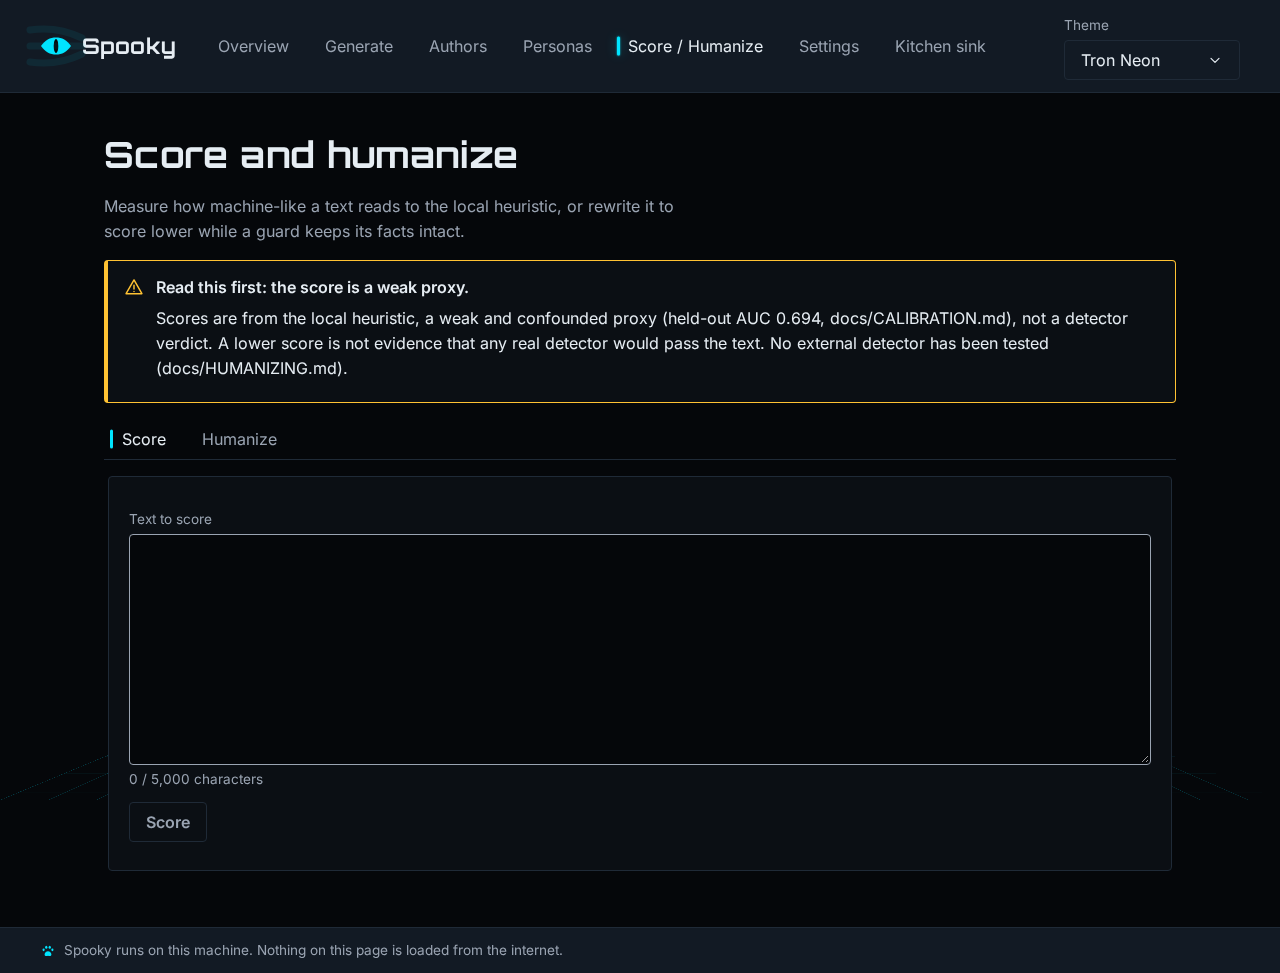 Spooky
Overview
Generate
Authors
Personas
Score / Humanize
Settings
Kitchen sink
Theme
Tron Neon
Score and humanize
Measure how machine-like a text reads to the local heuristic, or rewrite it to
score lower while a guard keeps its facts intact.
Read this first: the score is a weak proxy.
Scores are from the local heuristic, a weak and confounded proxy (held-out AUC 0.694, docs/CALIBRATION.md), not a detector
verdict. A lower score is not evidence that any real detector would pass the text. No external detector has been tested
(docs/HUMANIZING.md).
Score
Humanize
Text to score
0 / 5,000 characters
Score
Spooky runs on this machine. Nothing on this page is loaded from the internet.